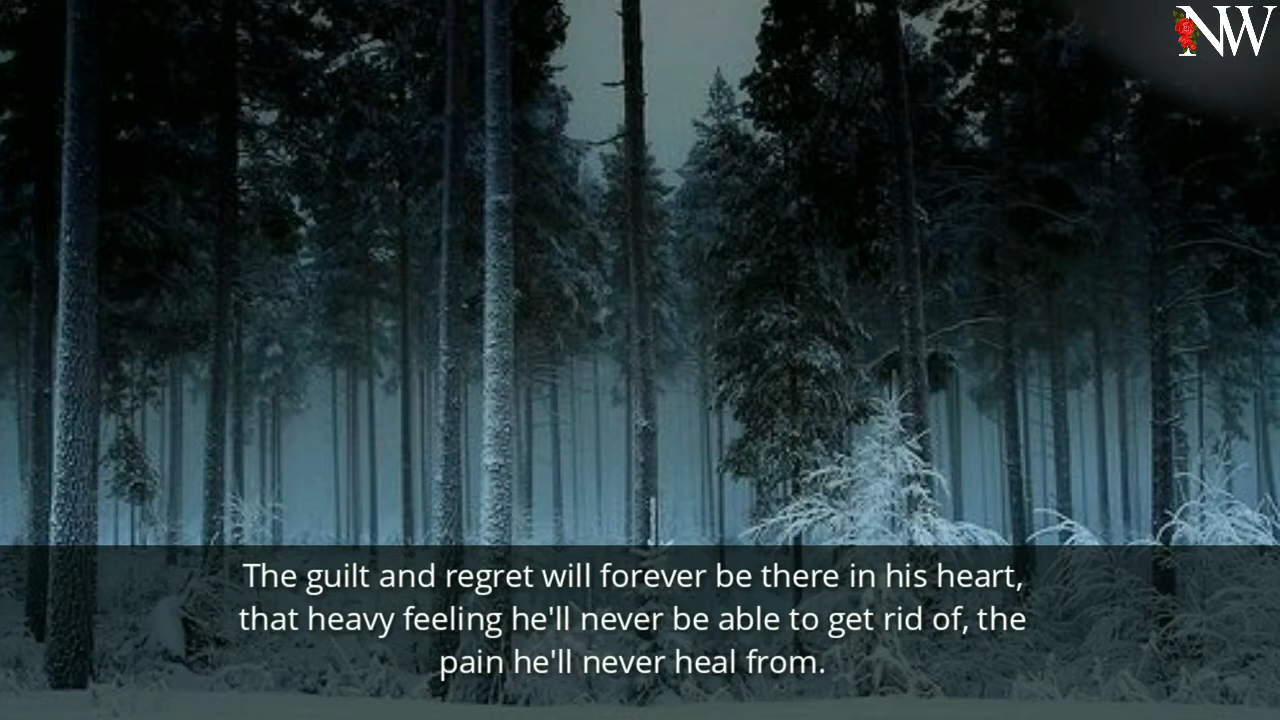 NW
The guilt and regret will forever be there in his heart,
that heavy feeling he'll never be able to get rid of, the
pain he'll never heal from.